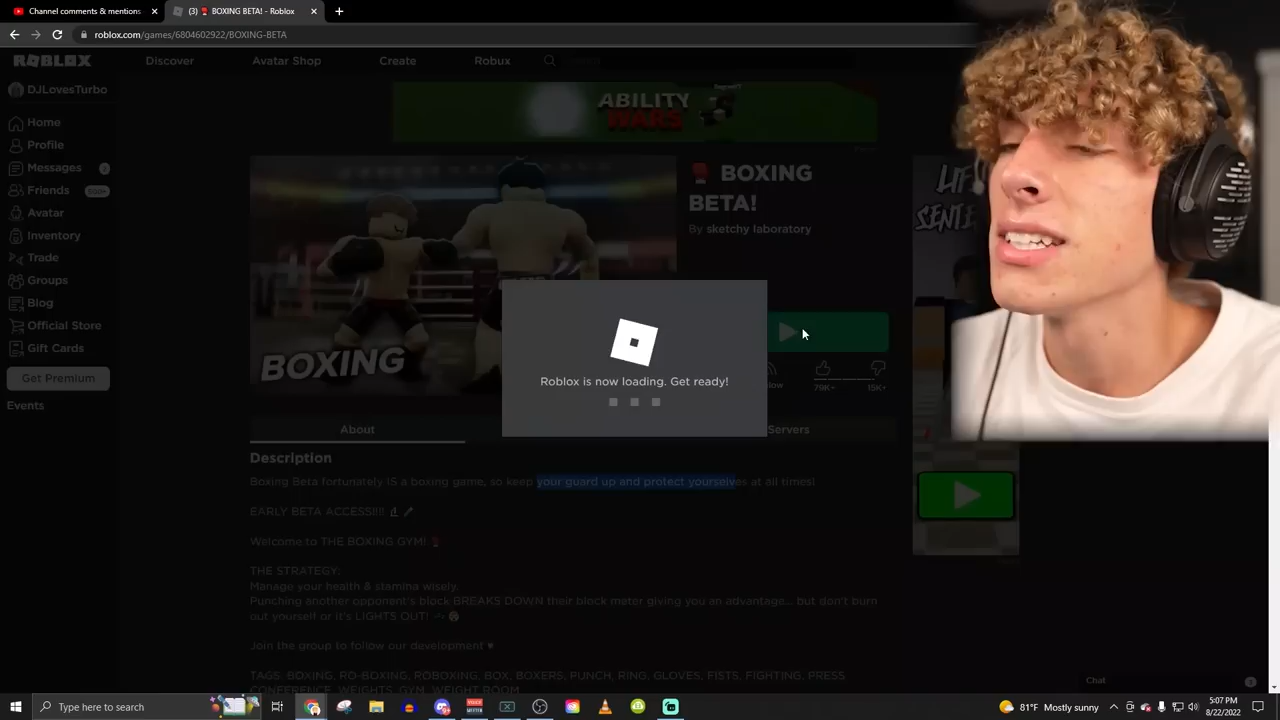 Channel comments & mentions
(3) 🥊 BOXING BETA! - Roblox
roblox.com/games/6804602922/BOXING-BETA
ROBLOX
Discover
Avatar Shop
Create
Robux
Search
DJLovesTurbo
Home
Profile
Messages
Friends
Avatar
Inventory
Trade
Groups
Blog
Official Store
Gift Cards
Get Premium
Events
ABILITY
WARS
BOXING
🥊 BOXING
BETA!
By sketchy laboratory
Roblox is now loading. Get ready!
79K+
15K+
About
Servers
Description
Boxing Beta fortunately IS a boxing game, so keep your guard up and protect yourselves at all times!
EARLY BETA ACCESS!!!!
Welcome to THE BOXING GYM! 🥊
THE STRATEGY:
Manage your health & stamina wisely.
Punching another opponent's block BREAKS DOWN their block meter giving you an advantage... but don't burn
out yourself or it's LIGHTS OUT!
Join the group to follow our development ♥
TAGS, BOXING, RO-BOXING, ROBOXING, BOX, BOXERS, PUNCH, RING, GLOVES, FISTS, FIGHTING, PRESS
CONFERENCE, WEIGHTS, GYM, WEIGHT ROOM
Chat
Type here to search
81°F Mostly sunny
5:07 PM
8/22/2022